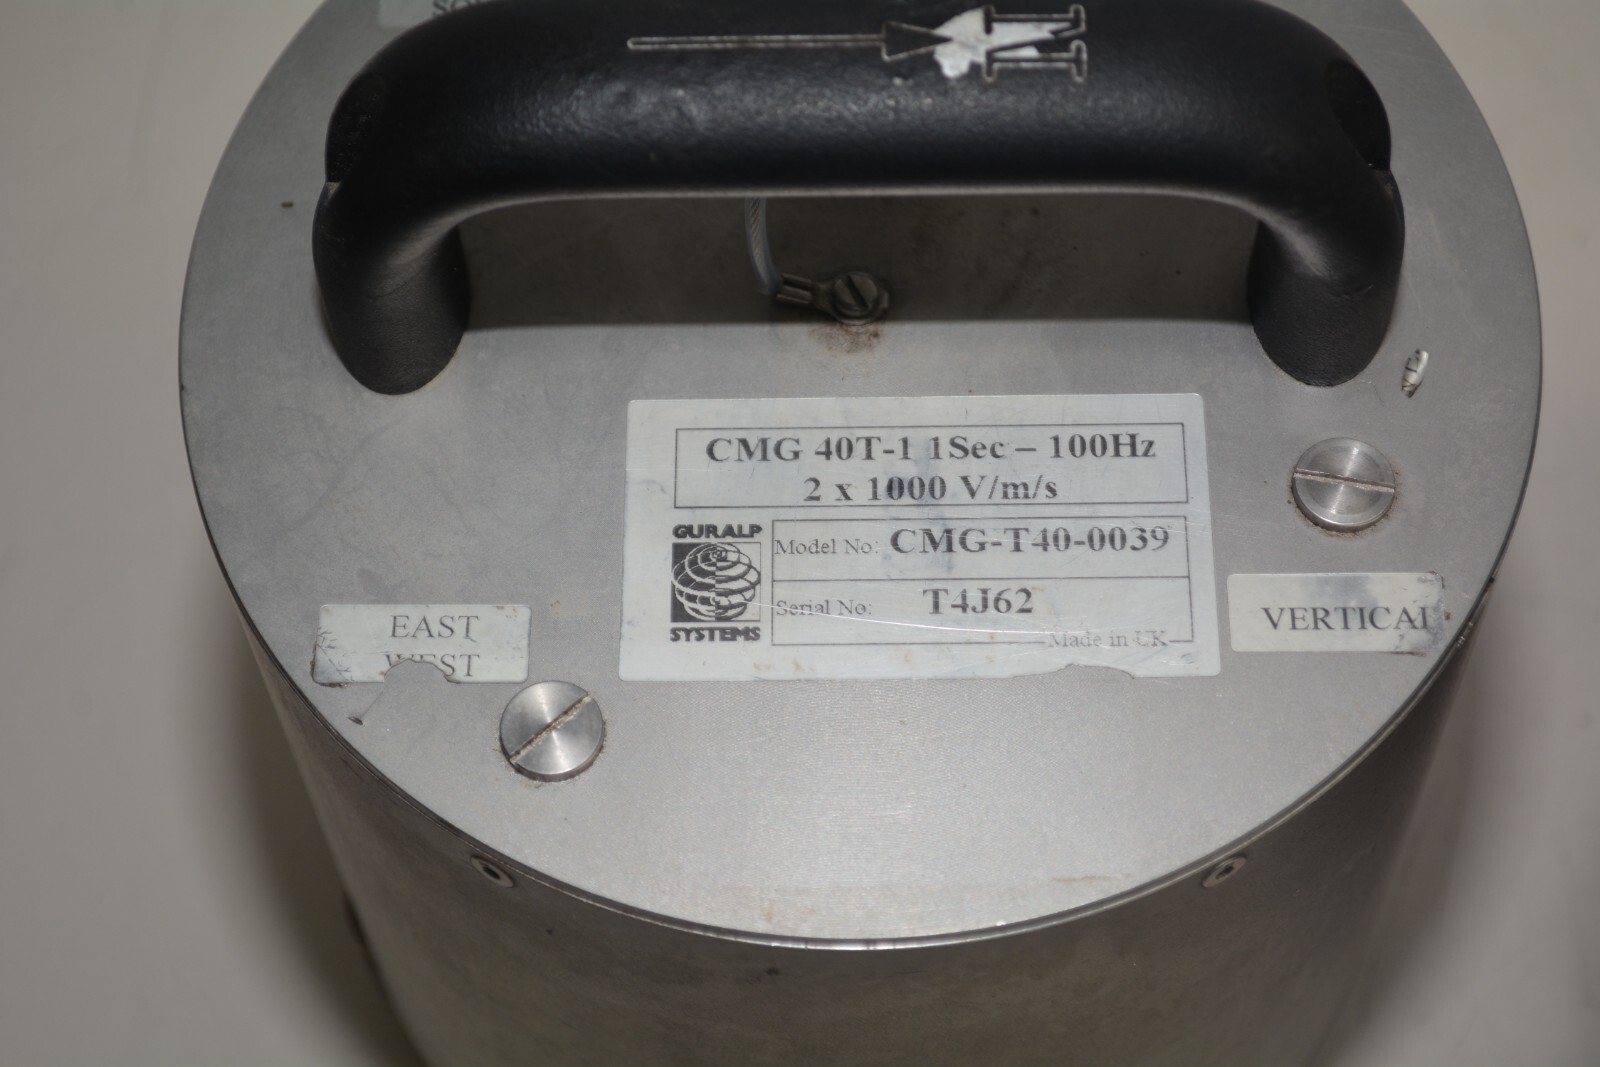 N
CMG 40T-1 1Sec – 100Hz
2 x 1000 V/m/s
GURALP
SYSTEMS
Model No: CMG-T40-0039
Serial No: T4J62
Made in UK
EAST
WEST
VERTICAL